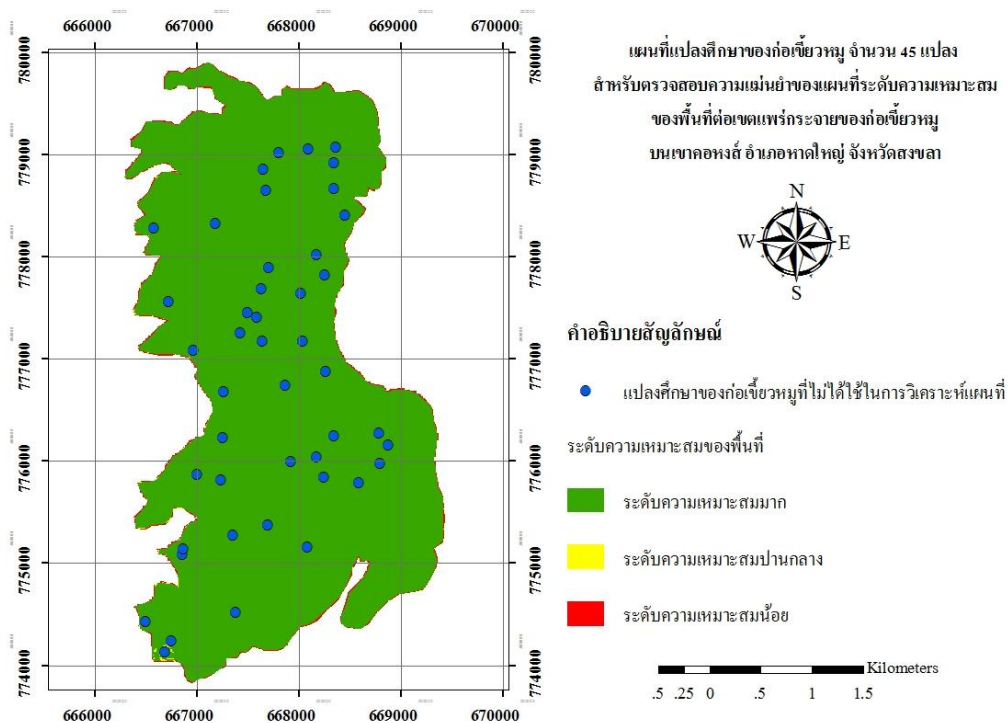 666000 667000 668000 669000 670000
แผนที่แปลงศึกษาของก่อเขี้ยวหมู จำนวน 45 แปลง
สำหรับตรวจสอบความแม่นยำของแผนที่ระดับความเหมาะสม
ของพื้นที่ต่อเขตแพร่กระจายของก่อเขี้ยวหมู
บนเขาคอหงส์ อำเภอหาดใหญ่ จังหวัดสงขลา
N
W E
S
คำอธิบายสัญลักษณ์
แปลงศึกษาของก่อเขี้ยวหมูที่ไม่ได้ใช้ในการวิเคราะห์แผนที่
ระดับความเหมาะสมของพื้นที่
ระดับความเหมาะสมมาก
ระดับความเหมาะสมปานกลาง
ระดับความเหมาะสมน้อย
Kilometers
.5 .25 0 .5 1 1.5
780000 780000
779000 779000
778000 778000
777000 777000
776000 776000
775000 775000
774000 774000
666000 667000 668000 669000 670000